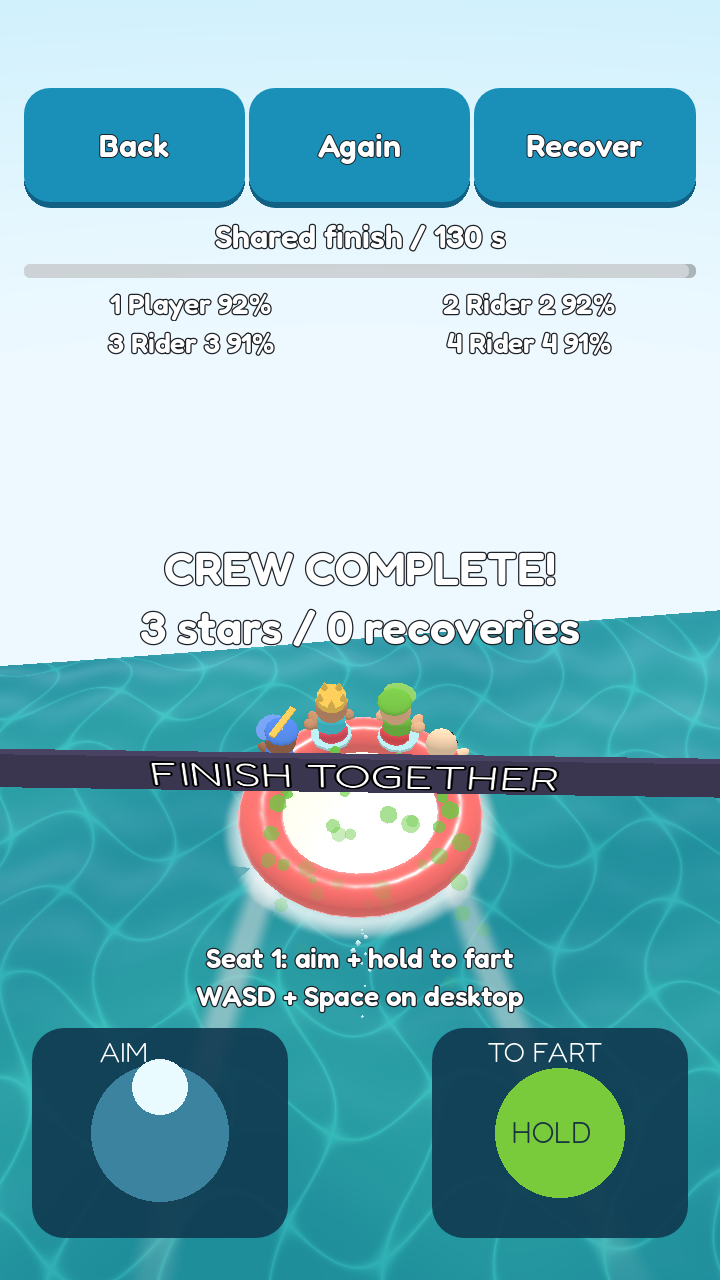 Back Again Recover
Shared finish / 130 s
1 Player 92% 2 Rider 2 92%
3 Rider 3 91% 4 Rider 4 91%
CREW COMPLETE!
3 stars / 0 recoveries
FINISH TOGETHER
Seat 1: aim + hold to fart
WASD + Space on desktop
AIM TO FART
HOLD